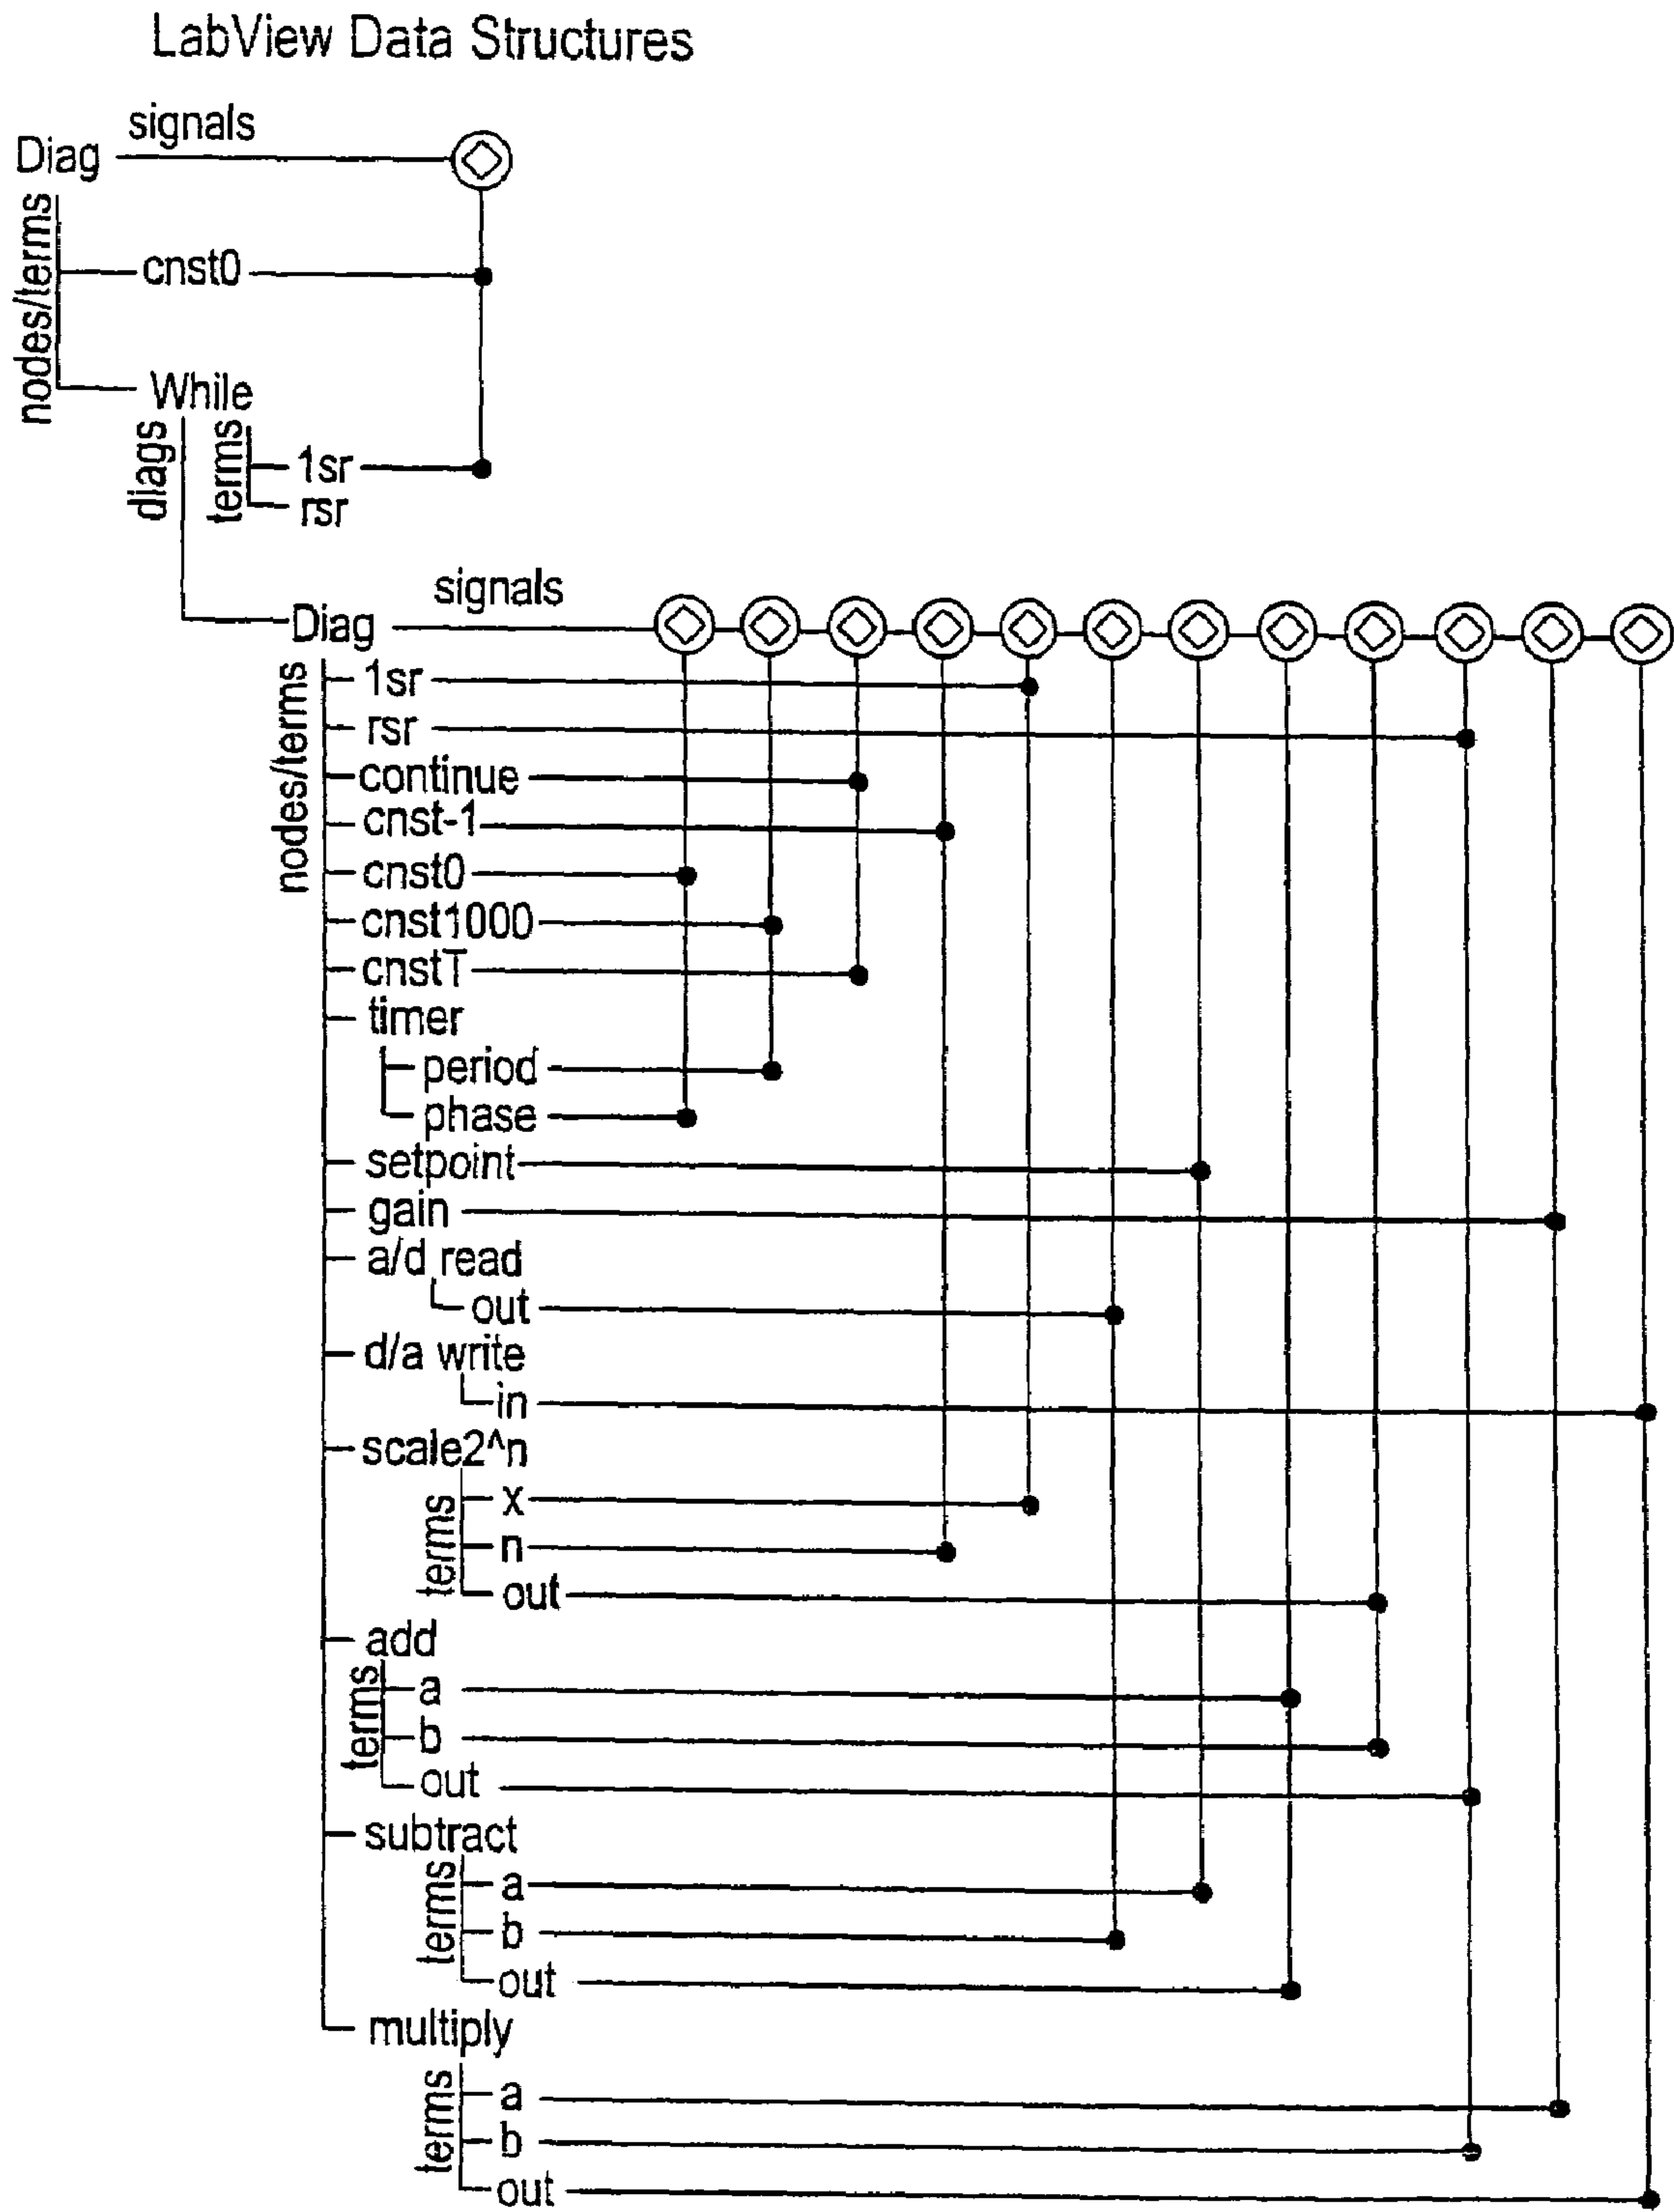 LabView Data Structures
signals
Diag
nodes/terms
cnst0
While
diags
terms
1sr
rsr
signals
Diag
nodes/terms
1sr
rsr
continue
cnst-1
cnst0
cnst1000
cnstT
timer
period
phase
setpoint
gain
a/d read
out
d/a write
in
scale2^n
terms
x
n
out
add
terms
a
b
out
subtract
terms
a
b
out
multiply
terms
a
b
out